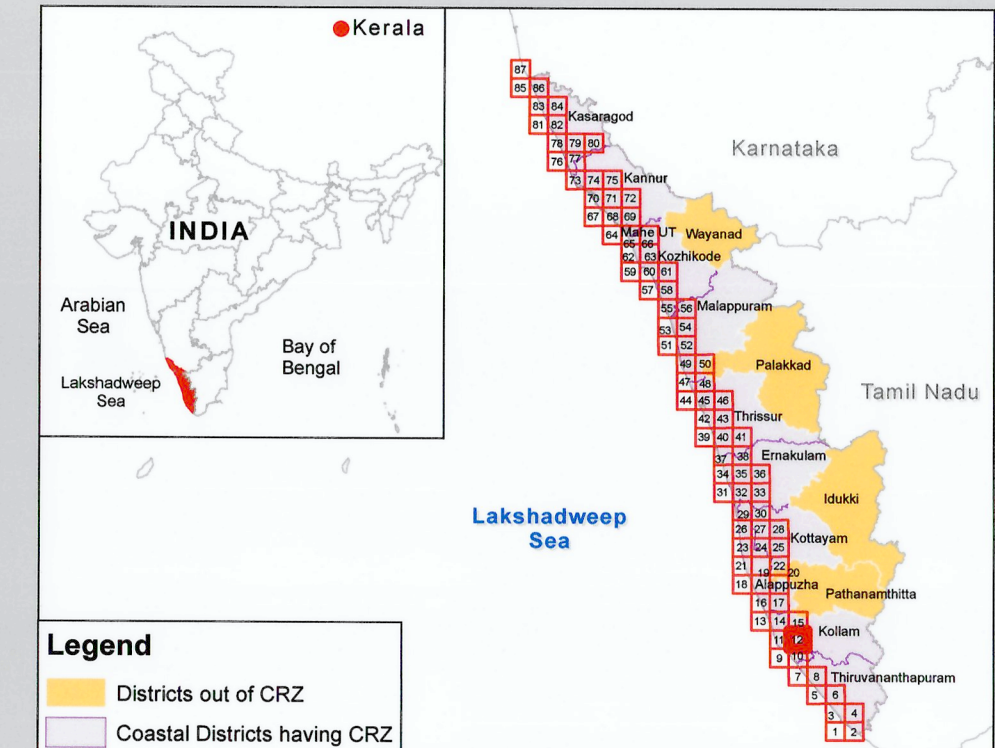 Kerala
INDIA
Arabian
Sea
Lakshadweep
Sea
Bay of
Bengal
87
85 86
83 84
Kasaragod
81 82
78 79 80
Karnataka
76 77
73 74 75 Kannur
70 71 72
67 68 69
64 Mahe UT Wayanad
65 66
62 63 Kozhikode
59 60 61
57 58
55 56 Malappuram
53 54
51 52
49 50 Palakkad
47 48
Tamil Nadu
44 45 46
42 43 Thrissur
39 40 41
37 38 Ernakulam
34 35 36
31 32 33
Idukki
Lakshadweep
Sea
29 30
26 27 28
Kottayam
23 24 25
21 22
19 20
18 Alappuzha
Pathanamthitta
16 17
13 14 15
Kollam
11 12
9 10
7 8 Thiruvananthapuram
5 6
3 4
1 2
Legend
Districts out of CRZ
Coastal Districts having CRZ